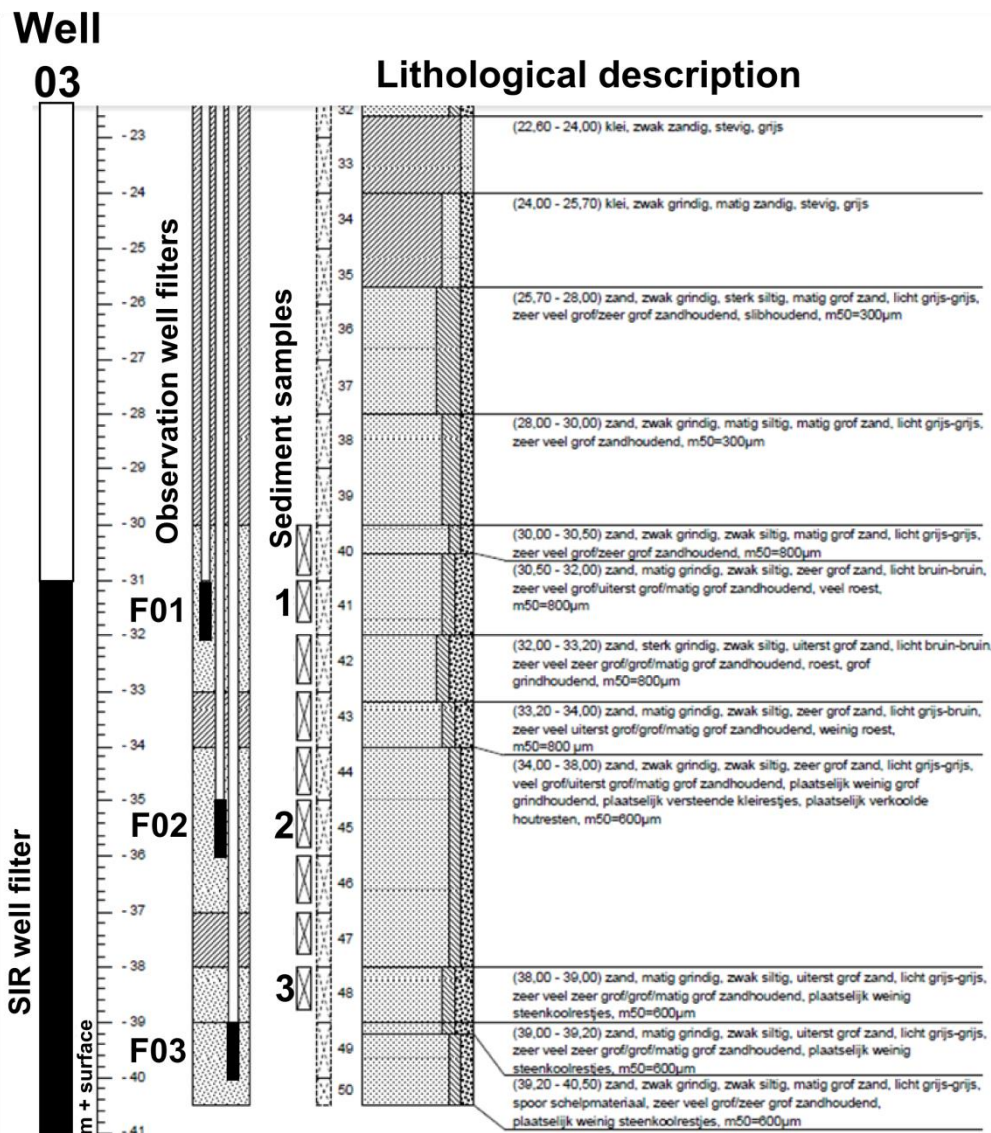 Well
03
Lithological description
SIR well filter
m + surface
- 23
- 24
- 25
- 26
- 27
- 28
- 29
- 30
- 31
- 32
- 33
- 34
- 35
- 36
- 37
- 38
- 39
- 40
- 41
Observation well filters
F01
F02
F03
Sediment samples
1
2
3
32
33
34
35
36
37
38
39
40
41
42
43
44
45
46
47
48
49
50
(22,60 - 24,00) klei, zwak zandig, stevig, grijs
(24,00 - 25,70) klei, zwak grindig, matig zandig, stevig, grijs
(25,70 - 28,00) zand, zwak grindig, sterk siltig, matig grof zand, licht grijs-grijs,
zeer veel grof/zeer grof zandhoudend, slibhoudend, m50=300µm
(28,00 - 30,00) zand, zwak grindig, matig siltig, matig grof zand, licht grijs-grijs,
zeer veel grof zandhoudend, m50=300µm
(30,00 - 30,50) zand, zwak grindig, zwak siltig, matig grof zand, licht grijs-grijs,
zeer veel grof/zeer grof zandhoudend, m50=800µm
(30,50 - 32,00) zand, matig grindig, zwak siltig, zeer grof zand, licht bruin-bruin,
zeer veel grof/uiterst grof/matig grof zandhoudend, veel roest,
m50=800µm
(32,00 - 33,20) zand, sterk grindig, zwak siltig, uiterst grof zand, licht bruin-bruin
zeer veel zeer grof/grof/matig grof zandhoudend, roest, grof
grindhoudend, m50=800µm
(33,20 - 34,00) zand, matig grindig, zwak siltig, zeer grof zand, licht grijs-bruin,
zeer veel uiterst grof/grof/matig grof zandhoudend, weinig roest,
m50=800 µm
(34,00 - 38,00) zand, zwak grindig, zwak siltig, zeer grof zand, licht grijs-grijs,
veel grof/uiterst grof/matig grof zandhoudend, plaatselijk weinig grof
grindhoudend, plaatselijk versteende kleirestjes, plaatselijk verkoolde
houtresten, m50=600µm
(38,00 - 39,00) zand, matig grindig, zwak siltig, uiterst grof zand, licht grijs-grijs,
zeer veel zeer grof/grof/matig grof zandhoudend, plaatselijk weinig
steenkoolrestjes, m50=600µm
(39,00 - 39,20) zand, matig grindig, zwak siltig, uiterst grof zand, licht grijs-grijs,
zeer veel zeer grof/grof/matig grof zandhoudend, plaatselijk weinig
steenkoolrestjes, m50=600µm
(39,20 - 40,50) zand, zwak grindig, zwak siltig, matig grof zand, licht grijs-grijs,
spoor schelpmateriaal, zeer veel grof/zeer grof zandhoudend,
plaatselijk weinig steenkoolrestjes, m50=600µm